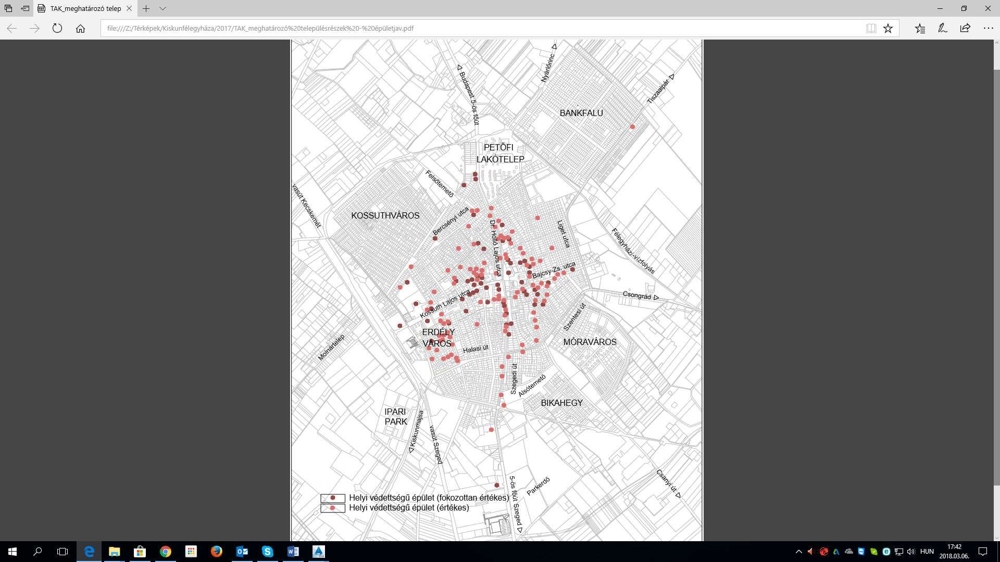 TAK_meghatározó telep
file:///Z:/Térképek/Kiskunfélegyháza/2017/TAK_meghatározó%20településrészek%20-%20épületjav.pdf
Nyárlőrinc
Budapest 5-ös főút
Tiszaalpár
BANKFALU
PETŐFI
LAKÓTELEP
Felsőtemető
vasút Kecskemét
KOSSUTHVÁROS
Bercsényi utca
Dr. Holló Lajos utca
Liget utca
Félegyházi-vízfolyás
Bajcsy-Zs. utca
Csongrád
Kossuth Lajos utca
Szentesi út
ERDÉLY
VÁROS
Molnártelep
Halasi út
MÓRAVÁROS
Szegedi út
Alsótemető
BIKAHEGY
IPARI
PARK
Kiskunmajsa
vasút Szeged
5-ös főút Szeged
Parkerdő
Csanyi út
Helyi védettségű épület (fokozottan értékes)
Helyi védettségű épület (értékes)
HUN
17:42
2018.03.06.